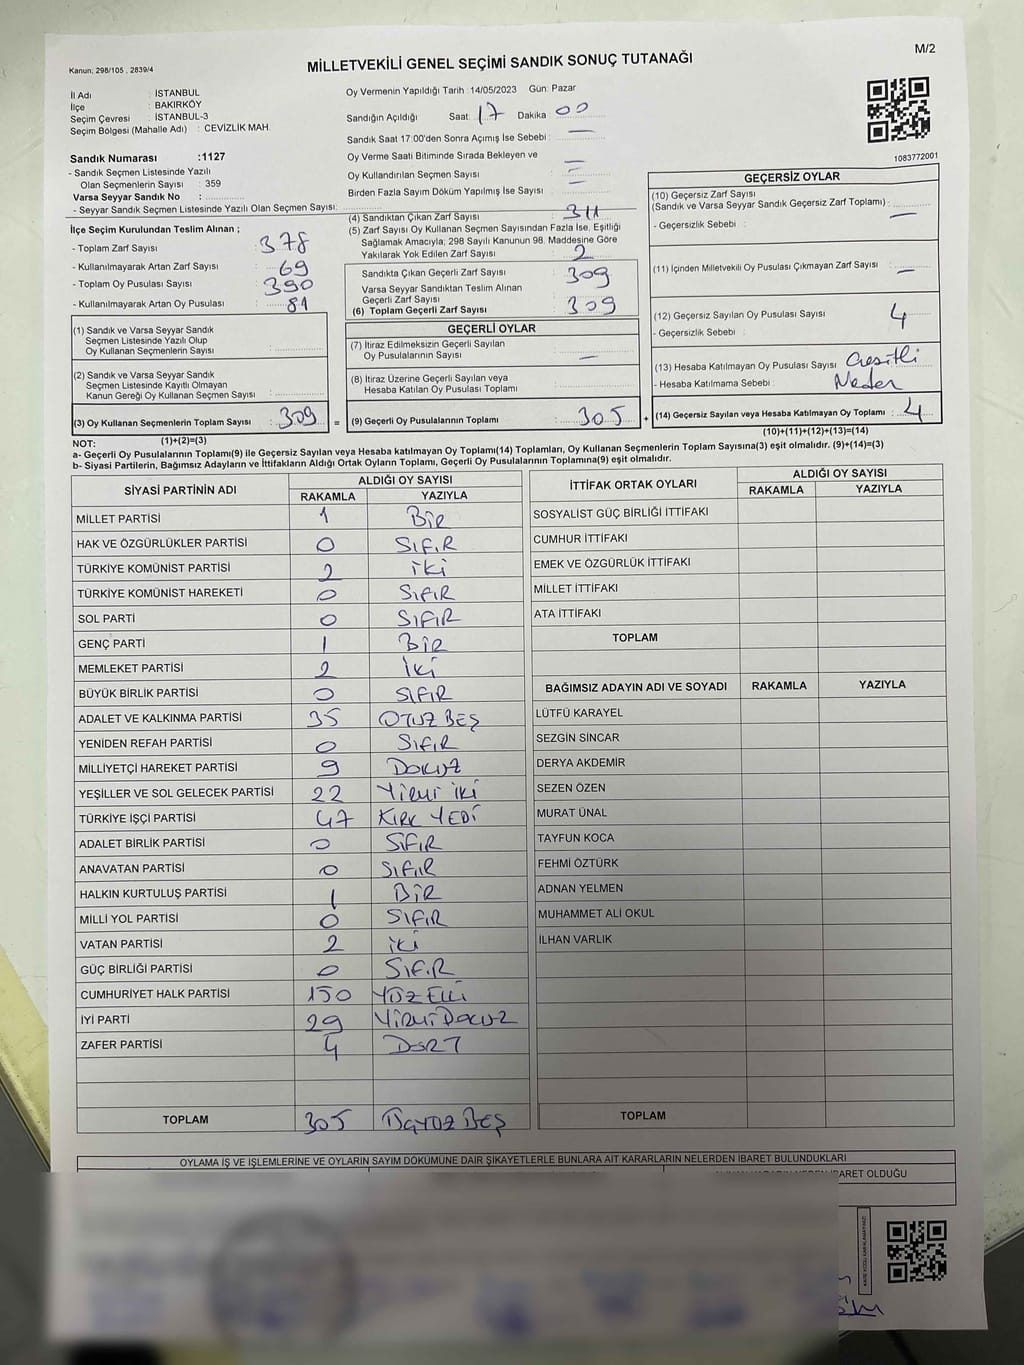 M/2
Kanun: 298/105 , 2839/4
MİLLETVEKİLİ GENEL SEÇİMİ SANDIK SONUÇ TUTANAĞI
İl Adı : İSTANBUL
İlçe : BAKIRKÖY
Seçim Çevresi : İSTANBUL-3
Seçim Bölgesi (Mahalle Adı) : CEVİZLİK MAH.
Sandık Numarası :1127
- Sandık Seçmen Listesinde Yazılı
Olan Seçmenlerin Sayısı : 359
Varsa Seyyar Sandık No :
- Seyyar Sandık Seçmen Listesinde Yazılı Olan Seçmen Sayısı:
Oy Vermenin Yapıldığı Tarih :14/05/2023 Gün: Pazar
Sandığın Açıldığı Saat: 17 Dakika : 00
Sandık Saat 17:00'den Sonra Açımış İse Sebebi : —
Oy Verme Saati Bitiminde Sırada Bekleyen ve
Oy Kullandırılan Seçmen Sayısı :
Birden Fazla Sayım Döküm Yapılmış İse Sayısı :
1083772001
İlçe Seçim Kurulundan Teslim Alınan ;
- Toplam Zarf Sayısı : 378
- Kullanılmayarak Artan Zarf Sayısı : 69
- Toplam Oy Pusulası Sayısı : 390
- Kullanılmayarak Artan Oy Pusulası : 81
(4) Sandıktan Çıkan Zarf Sayısı : 311
(5) Zarf Sayısı Oy Kullanan Seçmen Sayısından Fazla İse, Eşitliği
Sağlamak Amacıyla; 298 Sayılı Kanunun 98. Maddesine Göre
Yakılarak Yok Edilen Zarf Sayısı : 2
Sandıkta Çıkan Geçerli Zarf Sayısı : 309
Varsa Seyyar Sandıktan Teslim Alınan
Geçerli Zarf Sayısı :
(6) Toplam Geçerli Zarf Sayısı : 309
GEÇERSİZ OYLAR
(10) Geçersiz Zarf Sayısı
(Sandık ve Varsa Seyyar Sandık Geçersiz Zarf Toplamı) : —
- Geçersizlik Sebebi :
(11) İçinden Milletvekili Oy Pusulası Çıkmayan Zarf Sayısı : —
(12) Geçersiz Sayılan Oy Pusulası Sayısı : 4
- Geçersizlik Sebebi :
(13) Hesaba Katılmayan Oy Pusulası Sayısı : Çeşitli
- Hesaba Katılmama Sebebi : Neden
(14) Geçersiz Sayılan veya Hesaba Katılmayan Oy Toplamı : 4
(10)+(11)+(12)+(13)=(14)
(1) Sandık ve Varsa Seyyar Sandık
Seçmen Listesinde Yazılı Olup
Oy Kullanan Seçmenlerin Sayısı :
(2) Sandık ve Varsa Seyyar Sandık
Seçmen Listesinde Kayıtlı Olmayan
Kanun Gereği Oy Kullanan Seçmen Sayısı :
(3) Oy Kullanan Seçmenlerin Toplam Sayısı : 309 =
(1)+(2)=(3)
GEÇERLİ OYLAR
(7) İtiraz Edilmeksizin Geçerli Sayılan
Oy Pusulalarının Sayısı : —
(8) İtiraz Üzerine Geçerli Sayılan veya
Hesaba Katılan Oy Pusulası Toplamı :
(9) Geçerli Oy Pusulalarının Toplamı : 305 +
NOT:
a- Geçerli Oy Pusulalarının Toplamı(9) ile Geçersiz Sayılan veya Hesaba katılmayan Oy Toplamı(14) Toplamları, Oy Kullanan Seçmenlerin Toplam Sayısına(3) eşit olmalıdır. (9)+(14)=(3)
b- Siyasi Partilerin, Bağımsız Adayların ve İttifakların Aldığı Ortak Oyların Toplamı, Geçerli Oy Pusulalarının Toplamına(9) eşit olmalıdır.
SİYASİ PARTİNİN ADI ALDIĞI OY SAYISI
RAKAMLA YAZIYLA
MİLLET PARTİSİ 1 BİR
HAK VE ÖZGÜRLÜKLER PARTİSİ 0 SIFIR
TÜRKİYE KOMÜNİST PARTİSİ 2 İKİ
TÜRKİYE KOMÜNİST HAREKETİ 0 SIFIR
SOL PARTİ 0 SIFIR
GENÇ PARTİ 1 BİR
MEMLEKET PARTİSİ 2 İKİ
BÜYÜK BİRLİK PARTİSİ 0 SIFIR
ADALET VE KALKINMA PARTİSİ 35 OTUZ BEŞ
YENİDEN REFAH PARTİSİ 0 SIFIR
MİLLİYETÇİ HAREKET PARTİSİ 9 DOKUZ
YEŞİLLER VE SOL GELECEK PARTİSİ 22 YİRMİ İKİ
TÜRKİYE İŞÇİ PARTİSİ 47 KIRK YEDİ
ADALET BİRLİK PARTİSİ 0 SIFIR
ANAVATAN PARTİSİ 0 SIFIR
HALKIN KURTULUŞ PARTİSİ 1 BİR
MİLLİ YOL PARTİSİ 0 SIFIR
VATAN PARTİSİ 2 İKİ
GÜÇ BİRLİĞİ PARTİSİ 0 SIFIR
CUMHURİYET HALK PARTİSİ 150 YÜZ ELLİ
İYİ PARTİ 29 YİRMİ DOKUZ
ZAFER PARTİSİ 4 DÖRT
TOPLAM 305 ÜÇYÜZ BEŞ
İTTİFAK ORTAK OYLARI ALDIĞI OY SAYISI
RAKAMLA YAZIYLA
SOSYALİST GÜÇ BİRLİĞİ İTTİFAKI
CUMHUR İTTİFAKI
EMEK VE ÖZGÜRLÜK İTTİFAKI
MİLLET İTTİFAKI
ATA İTTİFAKI
TOPLAM
BAĞIMSIZ ADAYIN ADI VE SOYADI RAKAMLA YAZIYLA
LÜTFÜ KARAYEL
SEZGİN SİNCAR
DERYA AKDEMİR
SEZEN ÖZEN
MURAT ÜNAL
TAYFUN KOCA
FEHMİ ÖZTÜRK
ADNAN YELMEN
MUHAMMET ALİ OKUL
İLHAN VARLIK
TOPLAM
OYLAMA İŞ VE İŞLEMLERİNE VE OYLARIN SAYIM DÖKÜMÜNE DAİR ŞİKAYETLERLE BUNLARA AİT KARARLARIN NELERDEN İBARET BULUNDUKLARI
İBARET OLDUĞU